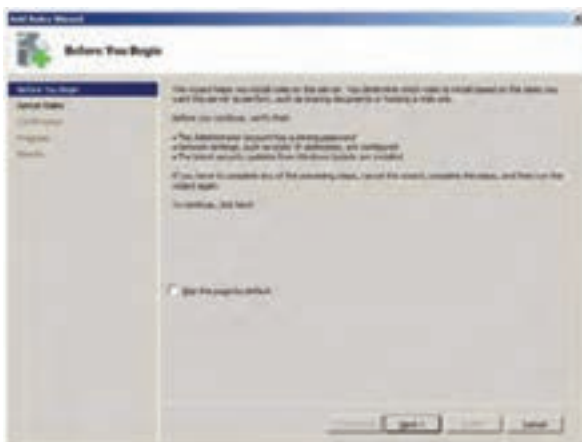 Add Roles Wizard
Before You Begin
Before You Begin
Server Roles
Confirmation
Progress
Results
This wizard helps you install roles on this server. You determine which roles to install based on the tasks you
want this server to perform, such as sharing documents or hosting a Web site.
Before you continue, verify that:
• The Administrator account has a strong password
• Network settings, such as static IP addresses, are configured
• The latest security updates from Windows Update are installed
If you have to complete any of the preceding steps, cancel the wizard, complete the steps, and then run the
wizard again.
To continue, click Next.
Skip this page by default
Next >
Cancel